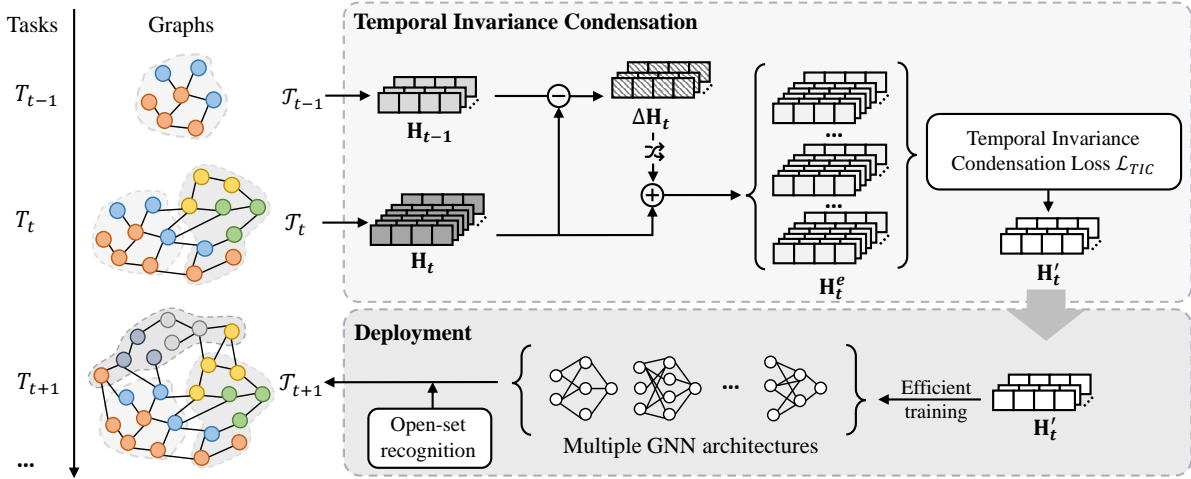 Tasks
Graphs
T_{t-1}
T_t
T_{t+1}
...
𝒯_{t-1}
𝒯_t
𝒯_{t+1}
Temporal Invariance Condensation
H_{t-1}
ΔH_t
H_t
...
...
H_t^e
Temporal Invariance
Condensation Loss ℒ_{TIC}
H_t′
Deployment
Open-set
recognition
...
Multiple GNN architectures
Efficient
training
H_t′